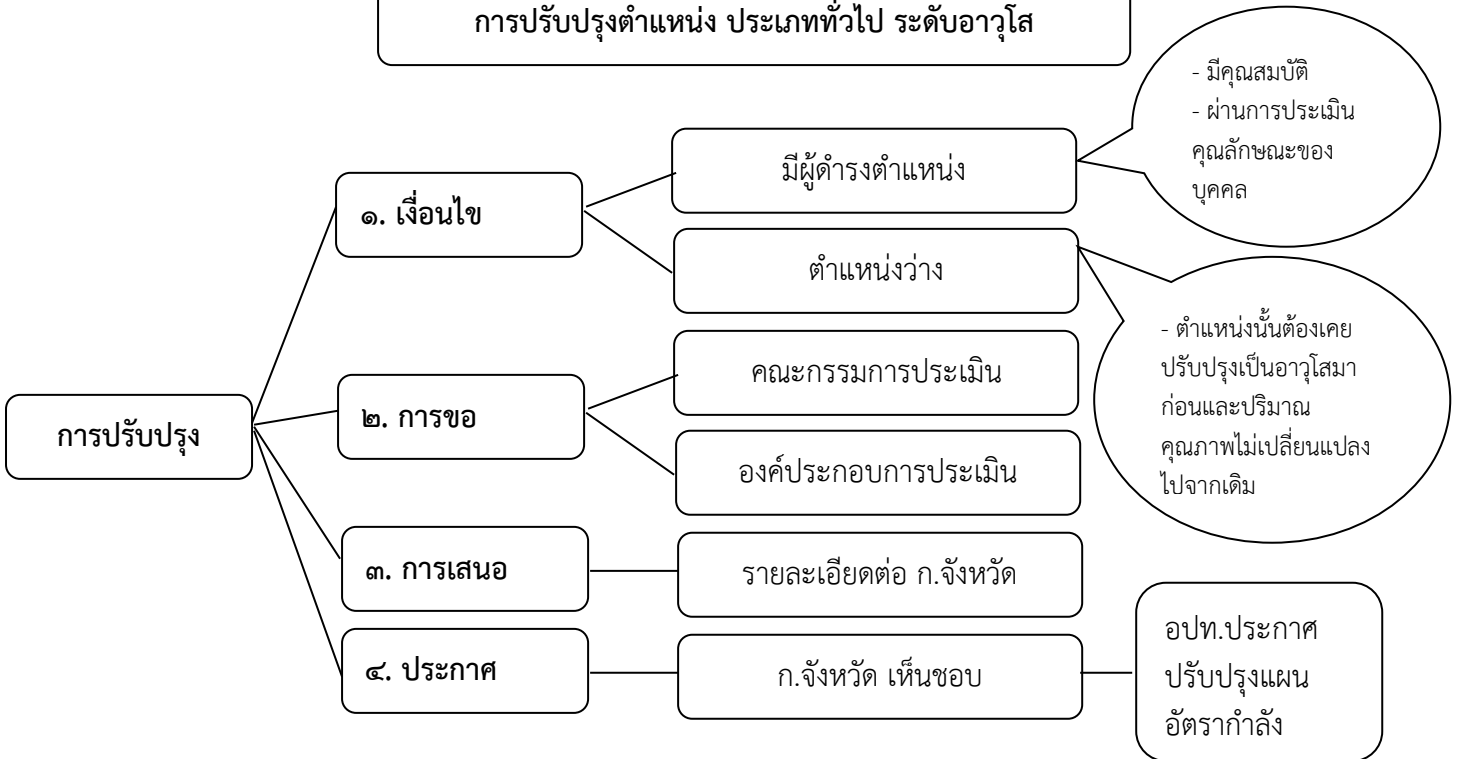 การปรับปรุงตำแหน่ง ประเภททั่วไป ระดับอาวุโส
- มีคุณสมบัติ
- ผ่านการประเมิน
คุณลักษณะของ
บุคคล
มีผู้ดำรงตำแหน่ง
๑. เงื่อนไข
ตำแหน่งว่าง
- ตำแหน่งนั้นต้องเคย
ปรับปรุงเป็นอาวุโสมา
ก่อนและปริมาณ
คุณภาพไม่เปลี่ยนแปลง
ไปจากเดิม
การปรับปรุง
๒. การขอ
คณะกรรมการประเมิน
องค์ประกอบการประเมิน
๓. การเสนอ
รายละเอียดต่อ ก.จังหวัด
๔. ประกาศ
ก.จังหวัด เห็นชอบ
อปท.ประกาศ
ปรับปรุงแผน
อัตรากำลัง